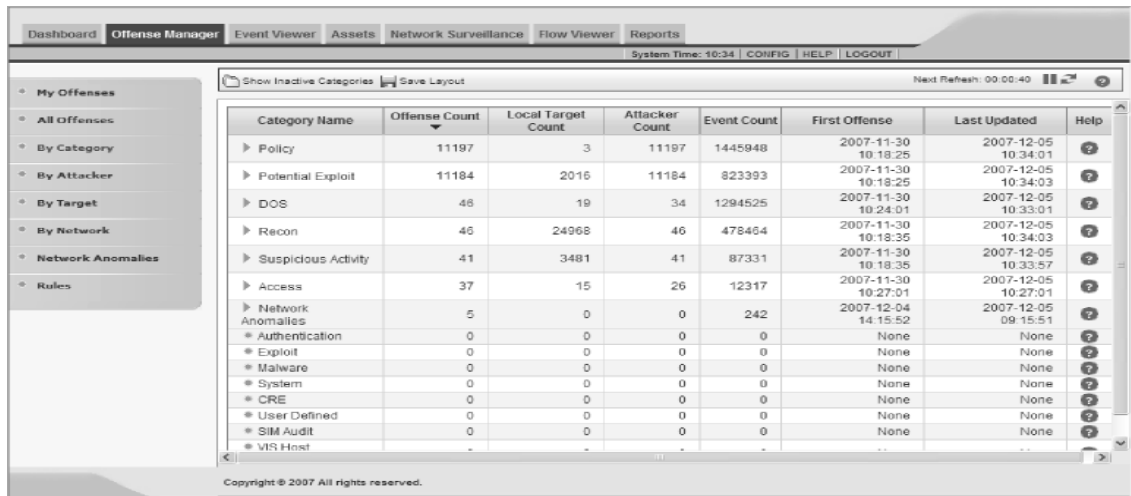 Dashboard Offense Manager Event Viewer Assets Network Surveillance Flow Viewer Reports
System Time: 10:34 CONFIG HELP LOGOUT
My Offenses
All Offenses
By Category
By Attacker
By Target
By Network
Network Anomalies
Rules
Show Inactive Categories Save Layout Next Refresh: 00:00:40
Category Name Offense Count Local Target Count Attacker Count Event Count First Offense Last Updated Help
Policy 11197 3 11197 1445948 2007-11-30 10:18:25 2007-12-05 10:34:01
Potential Exploit 11184 2016 11184 823393 2007-11-30 10:18:25 2007-12-05 10:34:03
DOS 46 19 34 1294525 2007-11-30 10:24:01 2007-12-05 10:33:01
Recon 46 24968 46 478464 2007-11-30 10:18:35 2007-12-05 10:34:03
Suspicious Activity 41 3481 41 87331 2007-11-30 10:18:35 2007-12-05 10:33:57
Access 37 15 26 12317 2007-11-30 10:27:01 2007-12-05 10:27:01
Network Anomalies 5 0 0 242 2007-12-04 14:15:52 2007-12-05 09:15:51
Authentication 0 0 0 0 None None
Exploit 0 0 0 0 None None
Malware 0 0 0 0 None None
System 0 0 0 0 None None
CRE 0 0 0 0 None None
User Defined 0 0 0 0 None None
SIM Audit 0 0 0 0 None None
VIS Host
Copyright © 2007 All rights reserved.